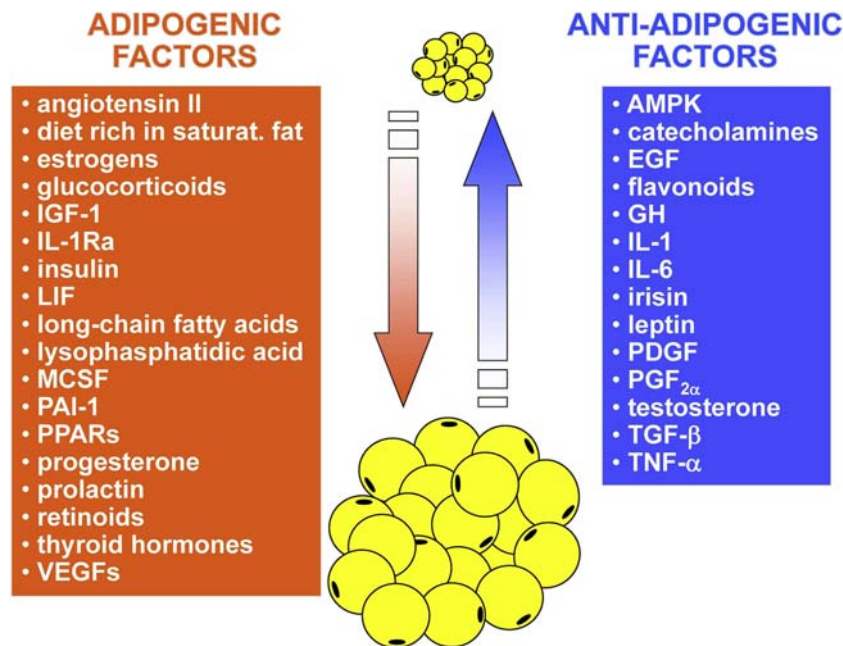 ADIPOGENIC
FACTORS
• angiotensin II
• diet rich in saturat. fat
• estrogens
• glucocorticoids
• IGF-1
• IL-1Ra
• insulin
• LIF
• long-chain fatty acids
• lysophasphatidic acid
• MCSF
• PAI-1
• PPARs
• progesterone
• prolactin
• retinoids
• thyroid hormones
• VEGFs
ANTI-ADIPOGENIC
FACTORS
• AMPK
• catecholamines
• EGF
• flavonoids
• GH
• IL-1
• IL-6
• irisin
• leptin
• PDGF
• PGF2α
• testosterone
• TGF-β
• TNF-α